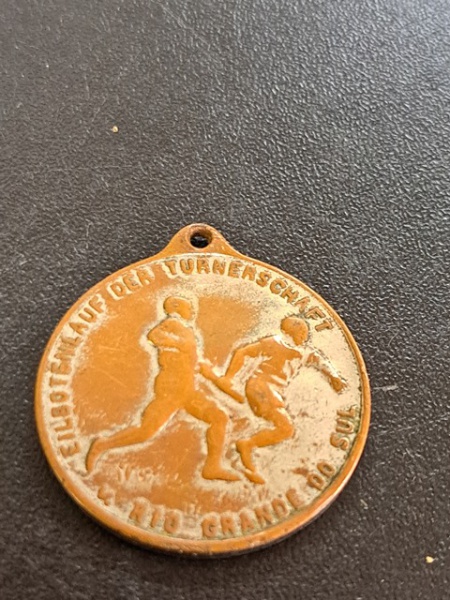 EILBOTENLAUF DER TURNERSCHAFT
RIO GRANDE DO SUL